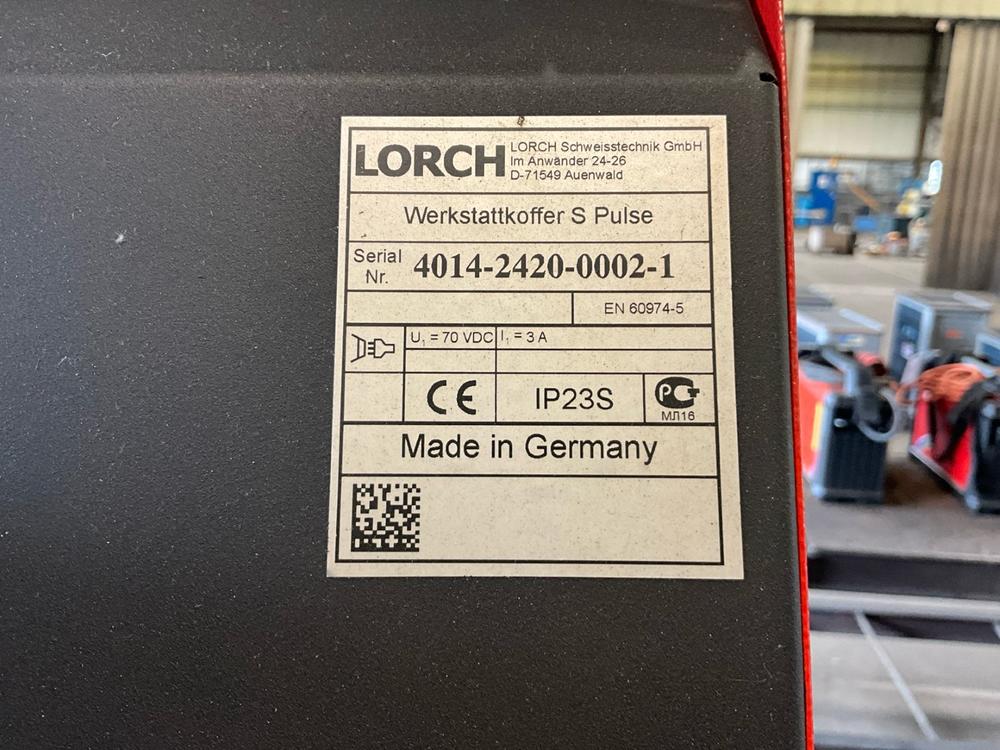 LORCH
LORCH Schweisstechnik GmbH
Im Anwänder 24-26
D-71549 Auenwald
Werkstattkoffer S Pulse
Serial Nr. 4014-2420-0002-1
EN 60974-5
U₁ = 70 VDC I₁ = 3 A
CE IP23S PCT
МЛ16
Made in Germany